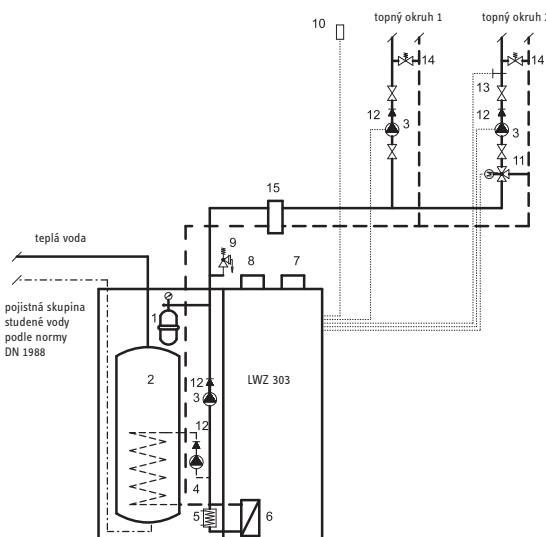 10
topný okruh 1
topný okruh 2
14
14
13
12
12
3
3
11
15
teplá voda
9
8
7
pojistná skupina
studené vody
podle normy
DN 1988
1
2
12
3
LWZ 303
12
4
5
6